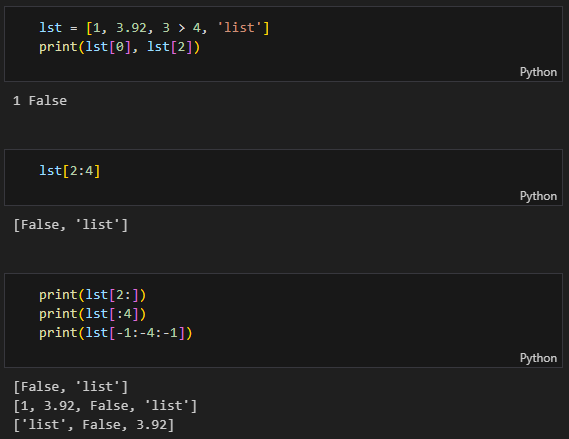 lst = [1, 3.92, 3 > 4, 'list']
print(lst[0], lst[2])
Python
1 False
lst[2:4]
Python
[False, 'list']
print(lst[2:])
print(lst[:4])
print(lst[-1:-4:-1])
Python
[False, 'list']
[1, 3.92, False, 'list']
['list', False, 3.92]